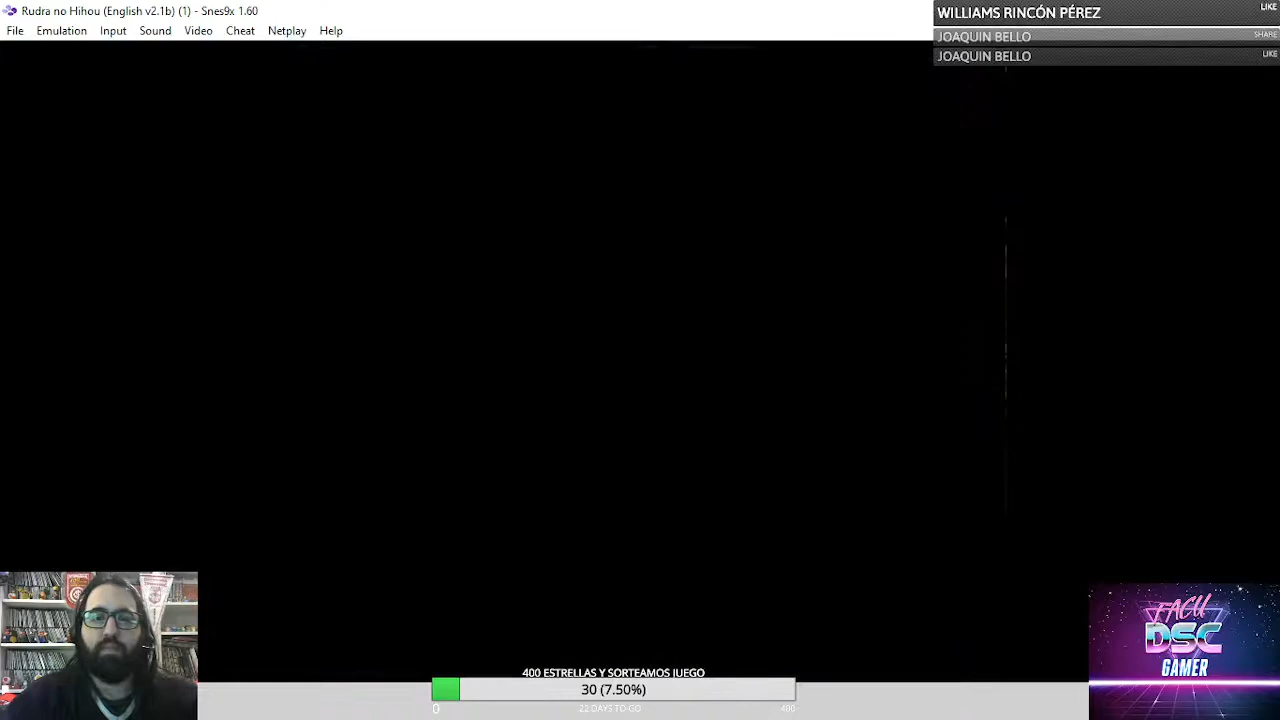 Rudra no Hihou (English v2.1b) (1) - Snes9x 1.60
File Emulation Input Sound Video Cheat Netplay Help
WILLIAMS RINCÓN PÉREZ LIKE
JOAQUIN BELLO SHARE
JOAQUIN BELLO LIKE
400 ESTRELLAS Y SORTEAMOS JUEGO
30 (7.50%)
0 22 DAYS TO GO 400
FACU
DSC
GAMER